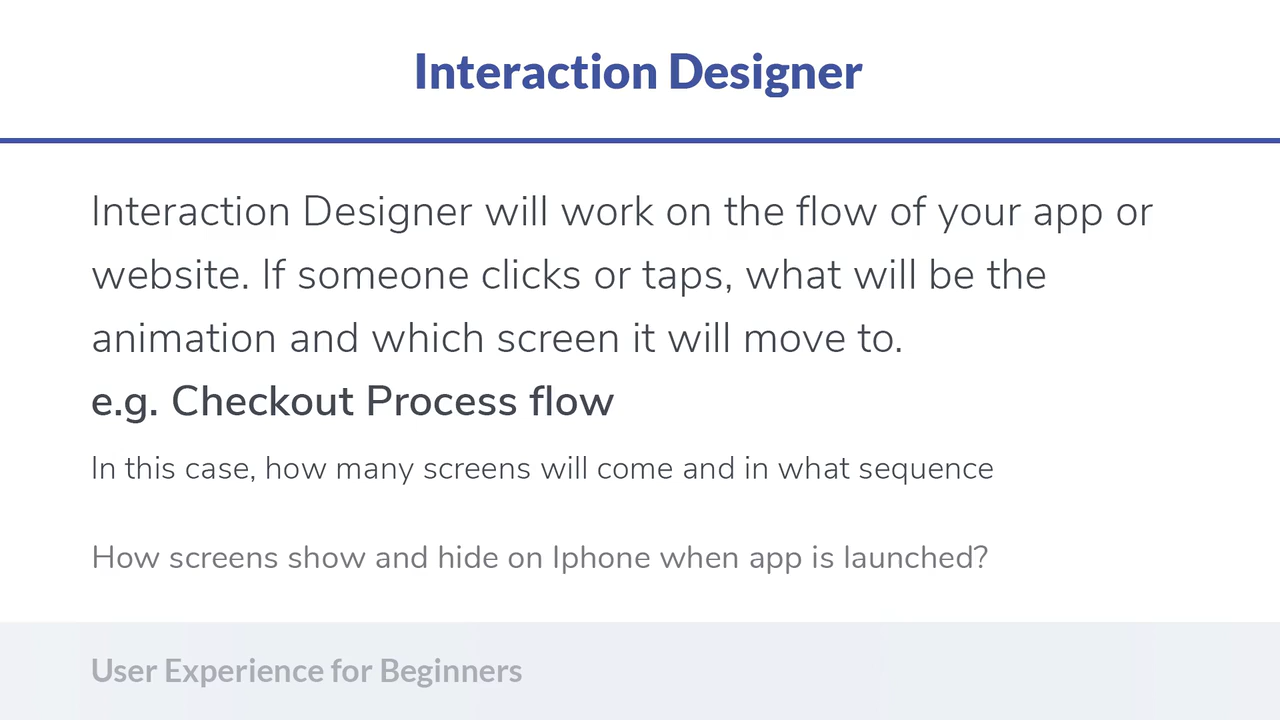 Interaction Designer
Interaction Designer will work on the flow of your app or
website. If someone clicks or taps, what will be the
animation and which screen it will move to.
e.g. Checkout Process flow
In this case, how many screens will come and in what sequence
How screens show and hide on Iphone when app is launched?
User Experience for Beginners